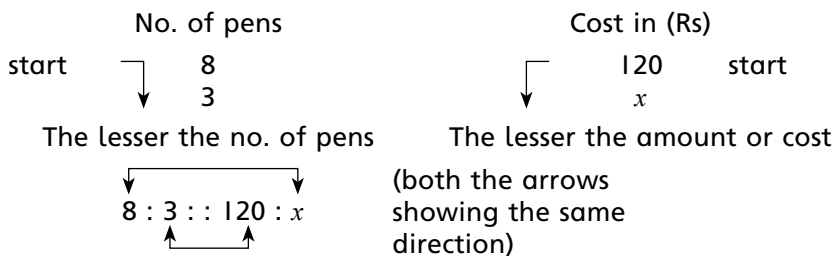 No. of pens Cost in (Rs)
start 8 120 start
3 x
The lesser the no. of pens The lesser the amount or cost
8 : 3 : : 120 : x
(both the arrows
showing the same
direction)